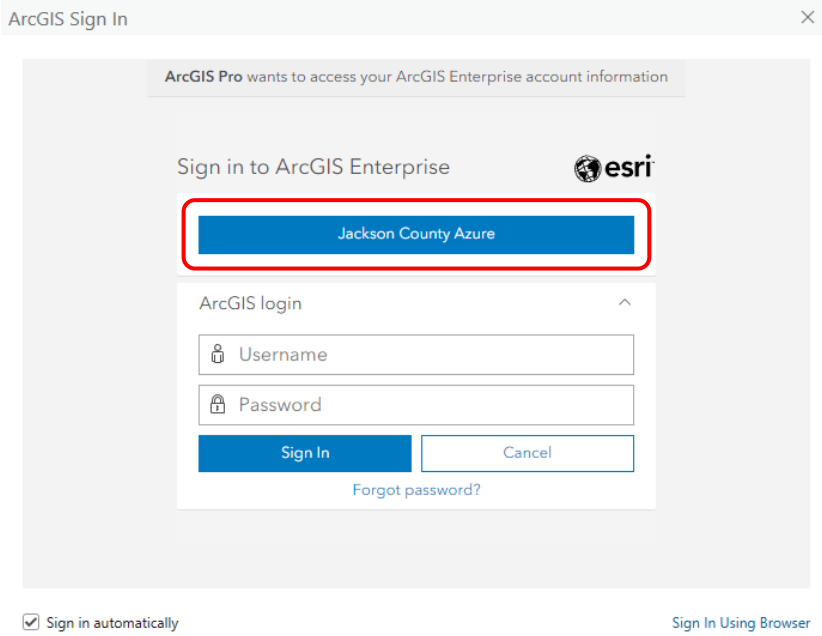 ArcGIS Sign In
ArcGIS Pro wants to access your ArcGIS Enterprise account information
Sign in to ArcGIS Enterprise
esri
Jackson County Azure
ArcGIS login
Username
Password
Sign In
Cancel
Forgot password?
Sign in automatically
Sign In Using Browser